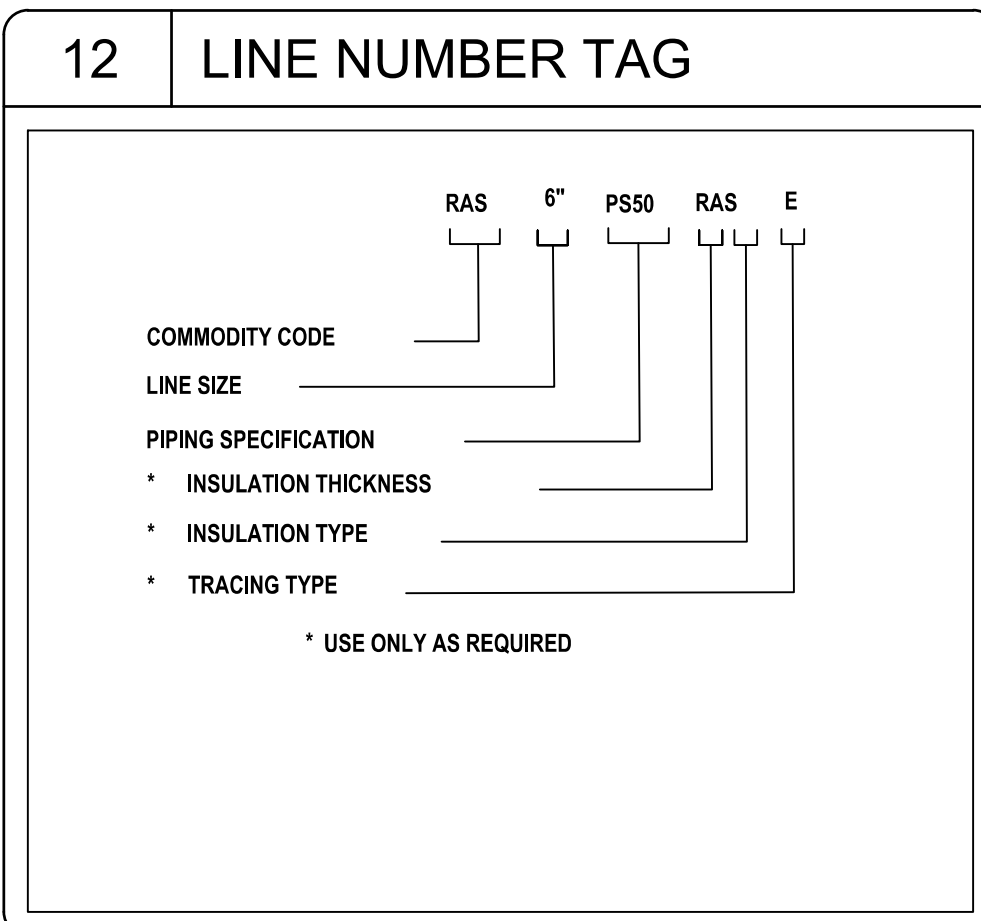 12 LINE NUMBER TAG
RAS 6" PS50 RAS E
COMMODITY CODE
LINE SIZE
PIPING SPECIFICATION
* INSULATION THICKNESS
* INSULATION TYPE
* TRACING TYPE
* USE ONLY AS REQUIRED